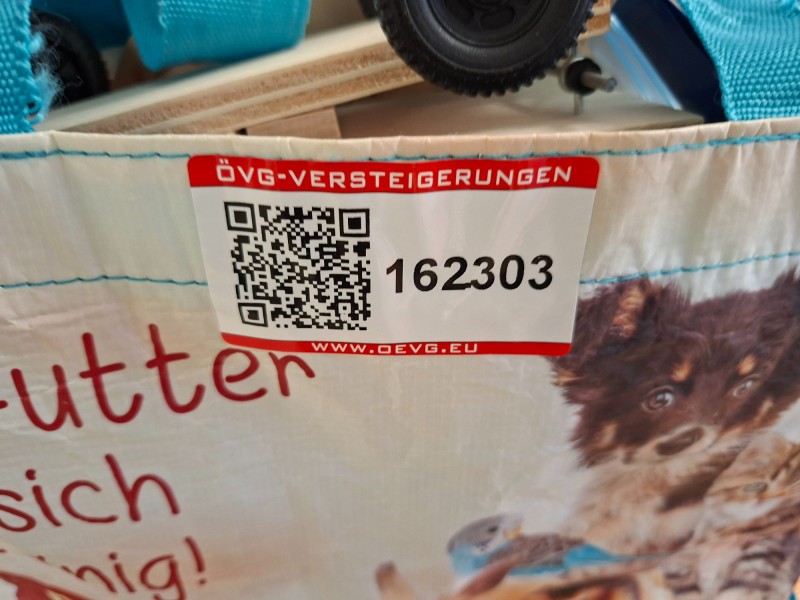 ÖVG-VERSTEIGERUNGEN
162303
WWW.OEVG.EU
utter
sich
nig!